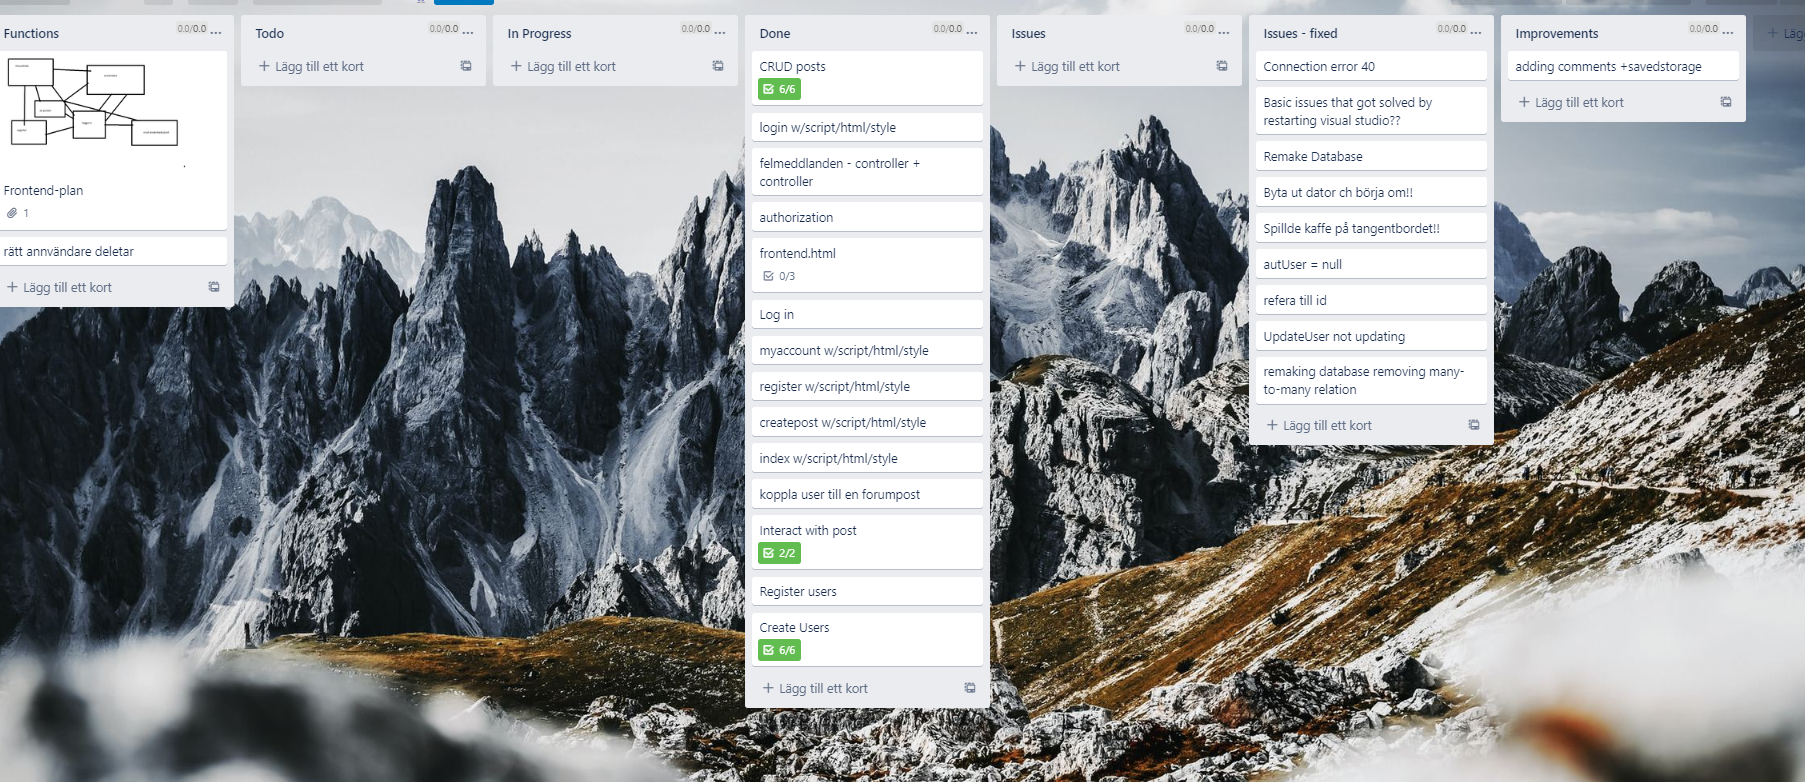 Functions
0.0/0.0
Frontend-plan
1
rätt annvändare deletar
Lägg till ett kort
Todo
0.0/0.0
Lägg till ett kort
In Progress
0.0/0.0
Lägg till ett kort
Done
0.0/0.0
CRUD posts
6/6
login w/script/html/style
felmeddlanden - controller +
controller
authorization
frontend.html
0/3
Log in
myaccount w/script/html/style
register w/script/html/style
createpost w/script/html/style
index w/script/html/style
koppla user till en forumpost
Interact with post
2/2
Register users
Create Users
6/6
Lägg till ett kort
Issues
0.0/0.0
Lägg till ett kort
Issues - fixed
0.0/0.0
Connection error 40
Basic issues that got solved by
restarting visual studio??
Remake Database
Byta ut dator ch börja om!!
Spillde kaffe på tangentbordet!!
autUser = null
refera till id
UpdateUser not updating
remaking database removing many-
to-many relation
Lägg till ett kort
Improvements
0.0/0.0
adding comments +savedstorage
Lägg till ett kort